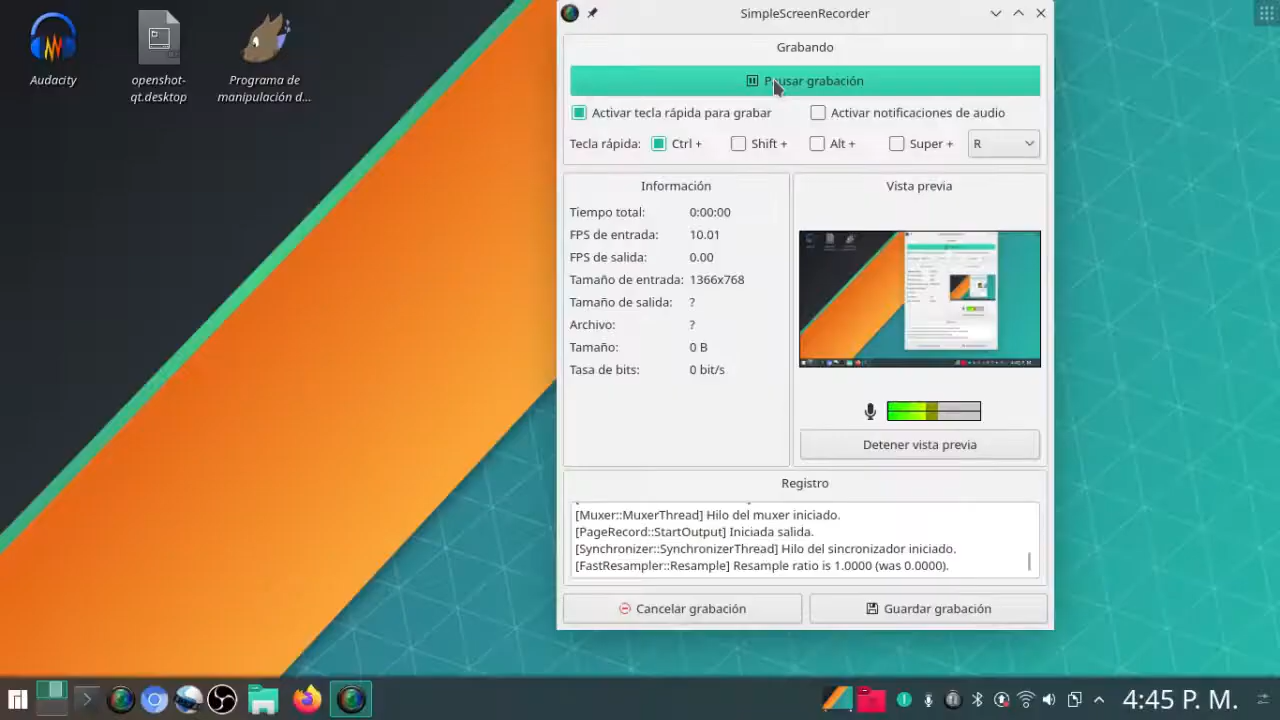 Audacity
openshot-
qt.desktop
Programa de
manipulación d...
SimpleScreenRecorder
Grabando
Pausar grabación
Activar tecla rápida para grabar
Activar notificaciones de audio
Tecla rápida:
Ctrl +
Shift +
Alt +
Super +
R
Información
Tiempo total: 0:00:00
FPS de entrada: 10.01
FPS de salida: 0.00
Tamaño de entrada: 1366x768
Tamaño de salida: ?
Archivo: ?
Tamaño: 0 B
Tasa de bits: 0 bit/s
Vista previa
Detener vista previa
Registro
[Muxer::MuxerThread] Hilo del muxer iniciado.
[PageRecord::StartOutput] Iniciada salida.
[Synchronizer::SynchronizerThread] Hilo del sincronizador iniciado.
[FastResampler::Resample] Resample ratio is 1.0000 (was 0.0000).
Cancelar grabación
Guardar grabación
4:45 P. M.